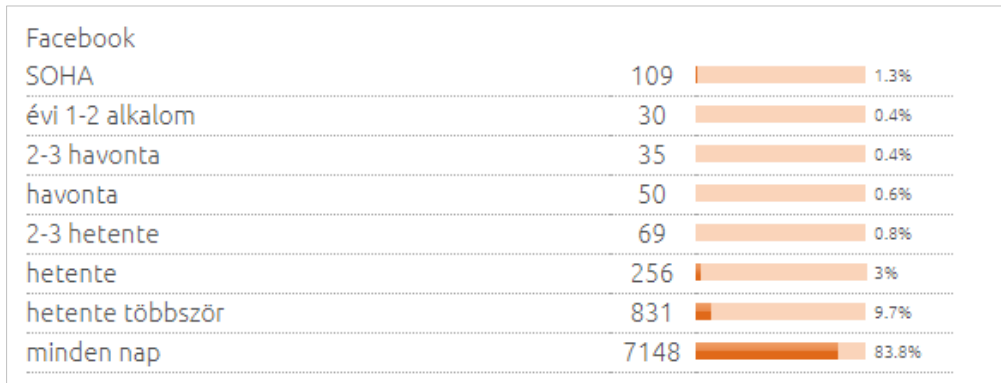 Facebook
SOHA 109 1.3%
évi 1-2 alkalom 30 0.4%
2-3 havonta 35 0.4%
havonta 50 0.6%
2-3 hetente 69 0.8%
hetente 256 3%
hetente többször 831 9.7%
minden nap 7148 83.8%